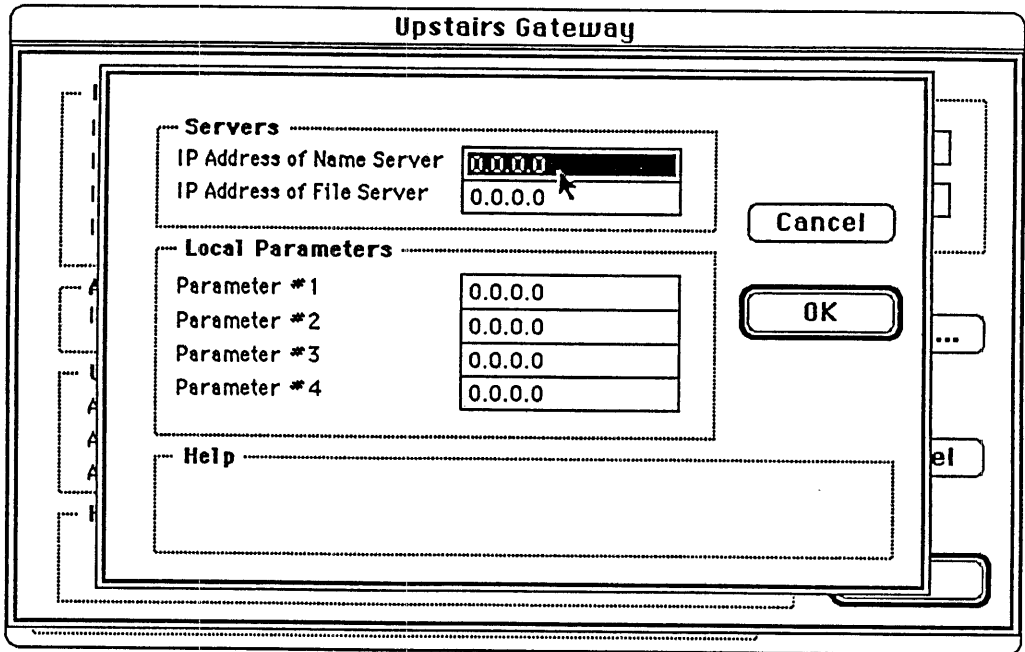 Upstairs Gateway
Servers
IP Address of Name Server 0.0.0.0
IP Address of File Server 0.0.0.0
Cancel
Local Parameters
Parameter #1 0.0.0.0
OK
Parameter #2 0.0.0.0
...
Parameter #3 0.0.0.0
Parameter #4 0.0.0.0
Help
el